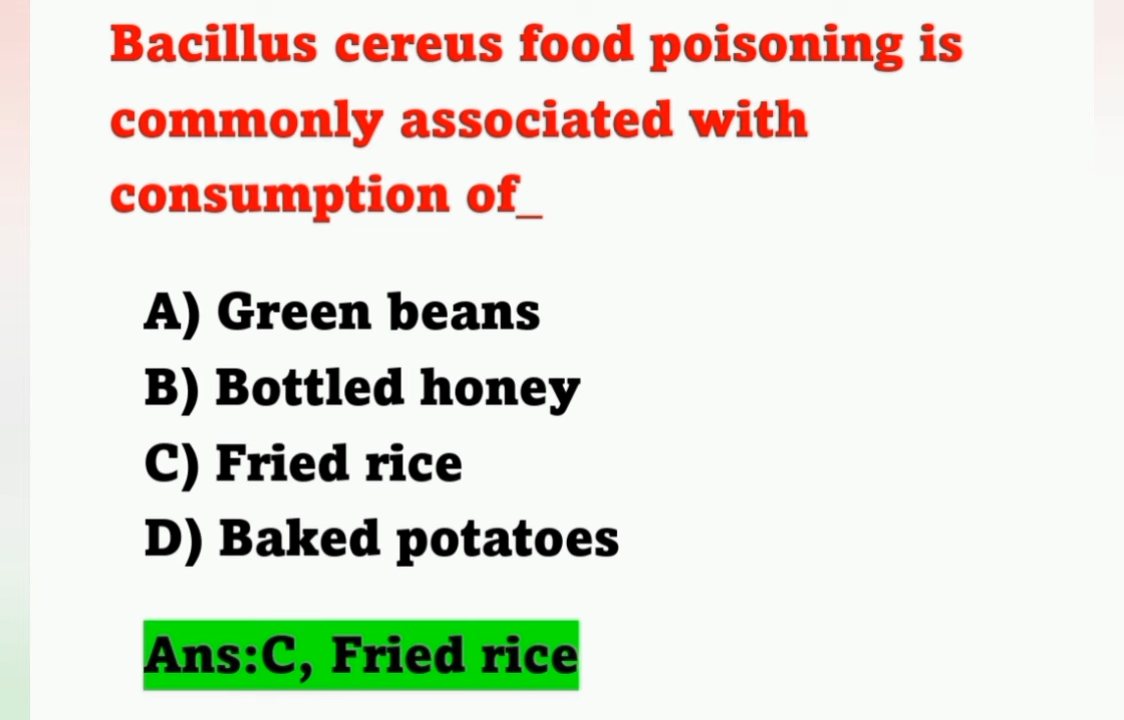 Bacillus cereus food poisoning is
commonly associated with
consumption of_
A) Green beans
B) Bottled honey
C) Fried rice
D) Baked potatoes
Ans:C, Fried rice